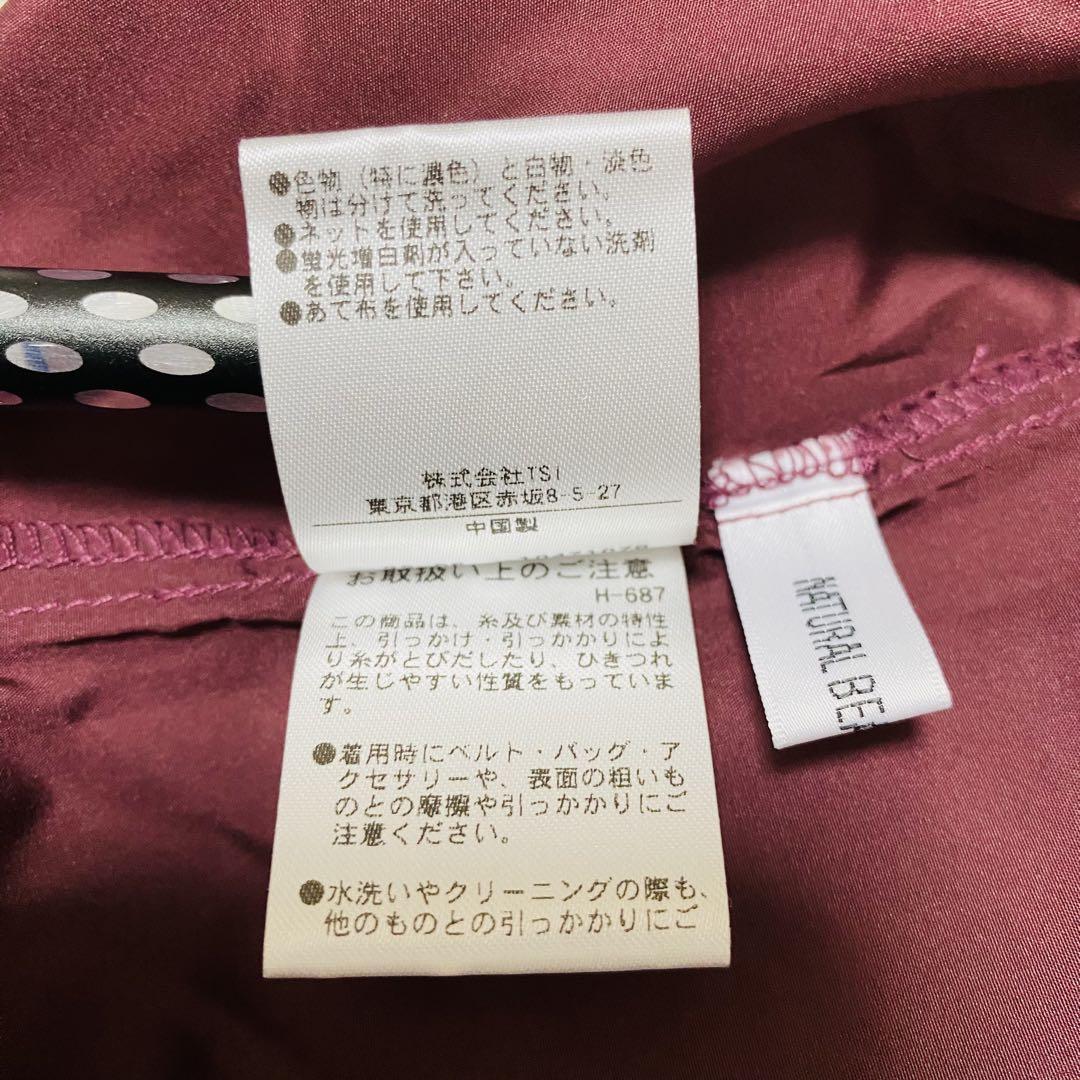 ●色物（特に濃色）と白物・淡色
物は分けて洗ってください。
●ネットを使用してください。
●蛍光増白剤が入っていない洗剤
を使用して下さい。
●あて布を使用してください。
株式会社TSI
東京都港区赤坂8-5-27
中国製
お取扱い上のご注意
H-687
この商品は、糸及び素材の特性
上、引っかけ・引っかかりによ
り糸がとびだしたり、ひきつれ
が生じやすい性質をもっていま
す。
●着用時にベルト・バッグ・ア
クセサリーや、表面の粗いも
のとの摩擦や引っかかりにご
注意ください。
●水洗いやクリーニングの際も、
他のものとの引っかかりにご
NATURAL